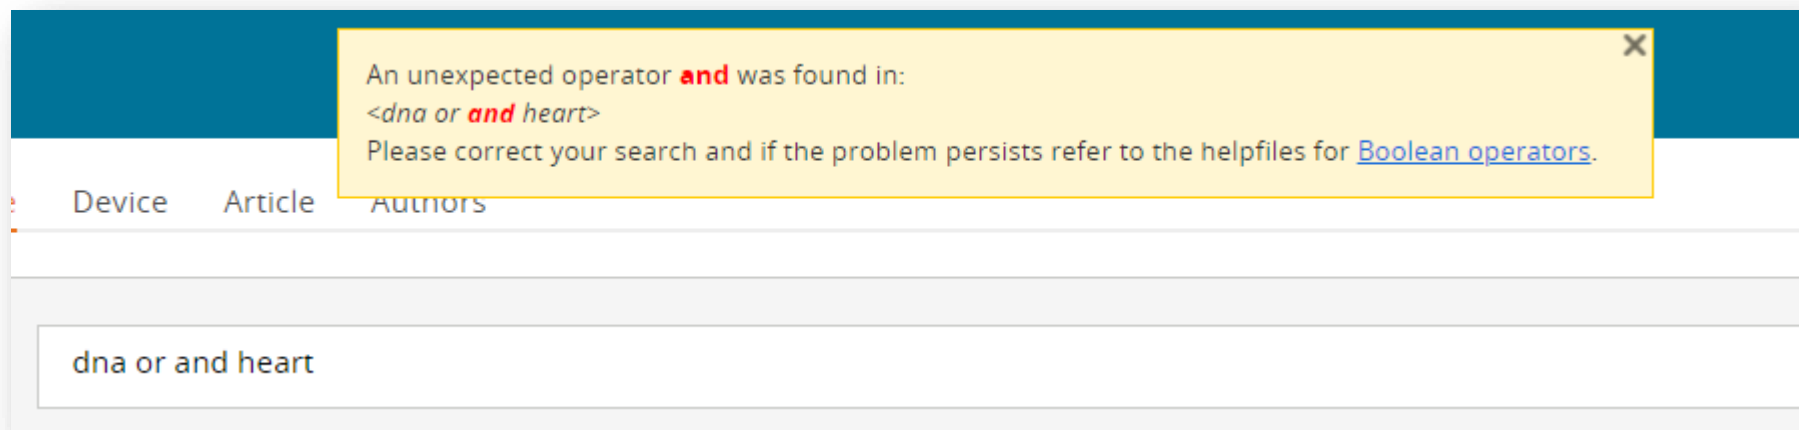 An unexpected operator and was found in:
<dna or and heart>
Please correct your search and if the problem persists refer to the helpfiles for Boolean operators.
Device Article Authors
dna or and heart